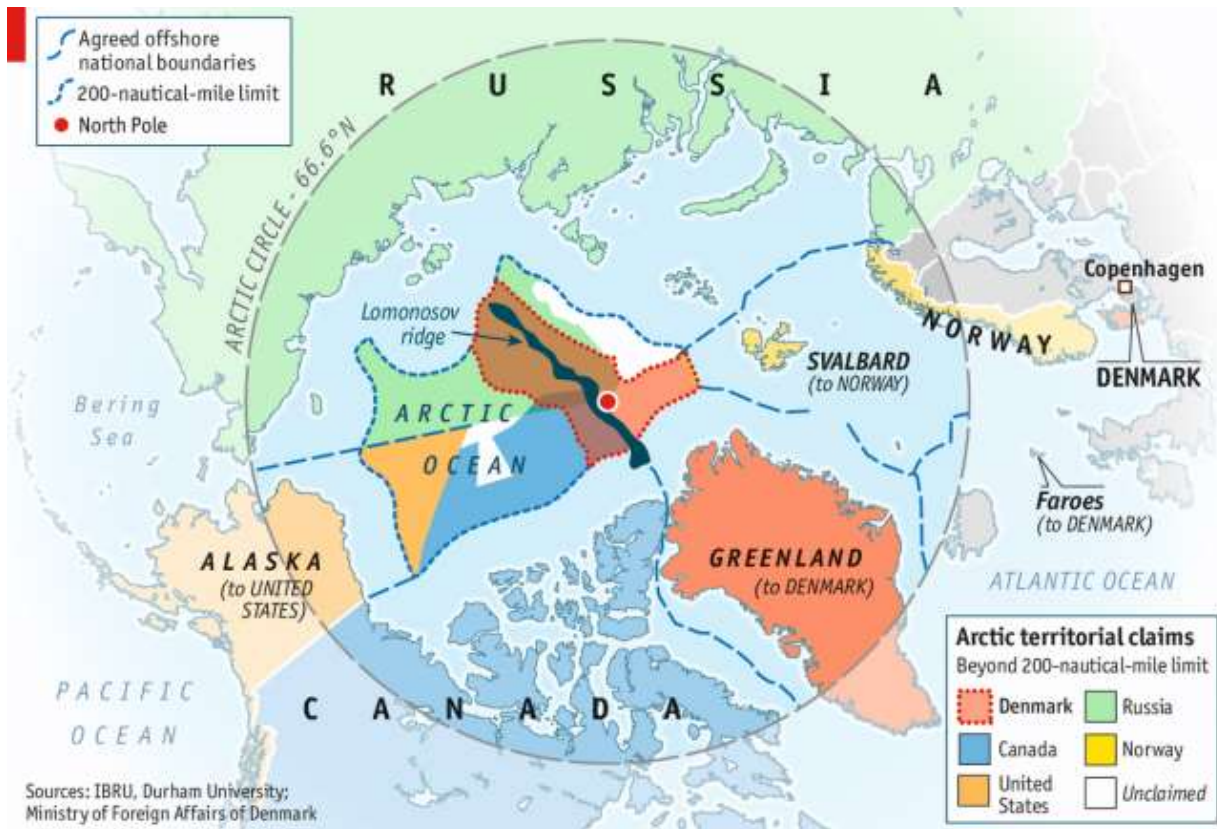 Agreed offshore
national boundaries
200-nautical-mile limit
North Pole
R U S S I A
ARCTIC CIRCLE - 66.6°N
Lomonosov
ridge
Copenhagen
NORWAY
SVALBARD
(to NORWAY)
DENMARK
Bering
Sea
ARCTIC
OCEAN
Faroes
(to DENMARK)
ALASKA
(to UNITED
STATES)
GREENLAND
(to DENMARK)
ATLANTIC OCEAN
PACIFIC
OCEAN
C A N A D A
Arctic territorial claims
Beyond 200-nautical-mile limit
Denmark
Russia
Canada
Norway
United
States
Unclaimed
Sources: IBRU, Durham University;
Ministry of Foreign Affairs of Denmark